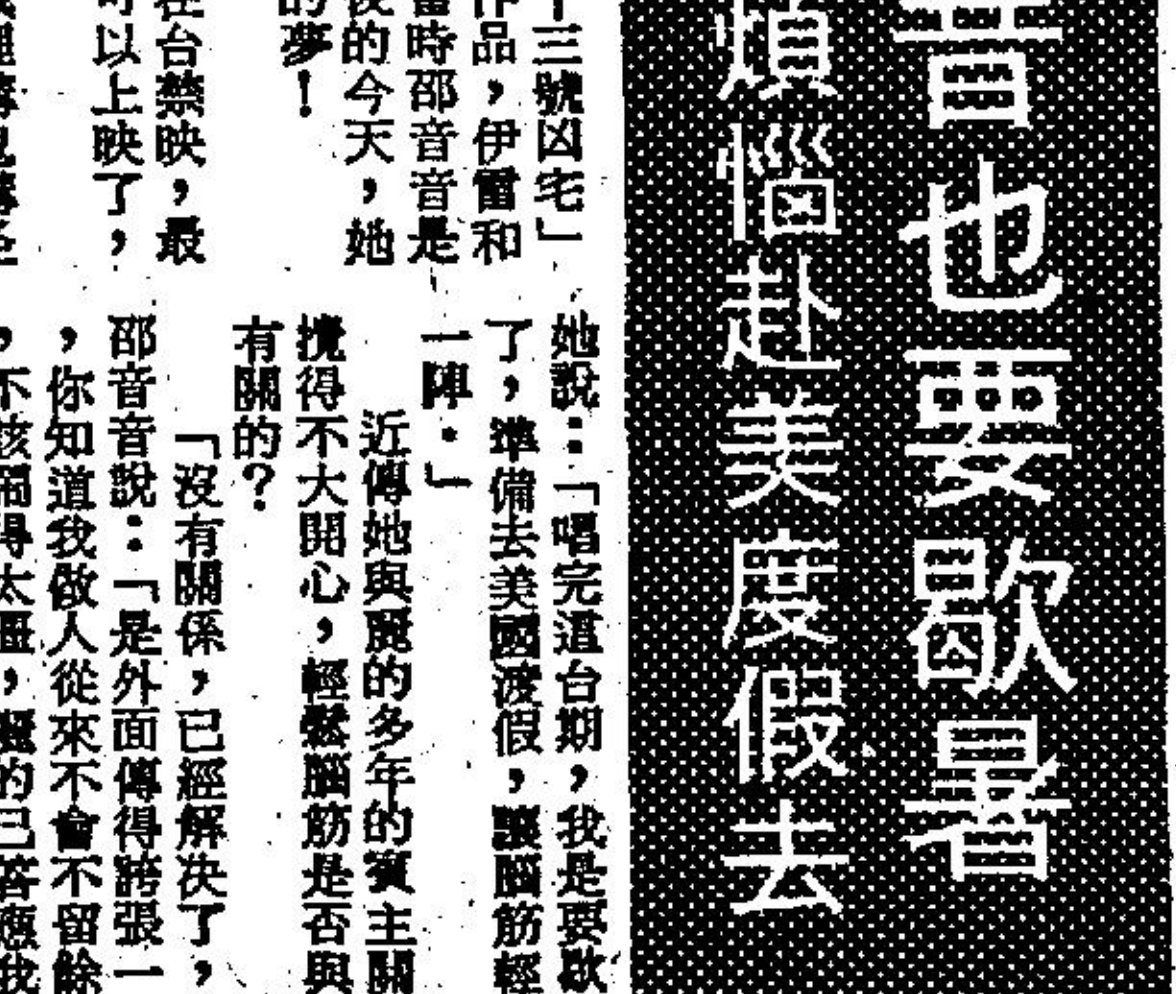 音也要歇暑
煩惱赴美度假去
十三號凶宅」
作品，伊雷和
當時邵音音是
後的今天，她
的夢！
在台禁映，最
可以上映了，
她說：「唱完這台期，我是要歇
了，準備去美國渡假，讓腦筋輕
一陣．」
近傳她與麗的多年的賓主關
攪得不大開心，輕鬆腦筋是否與
有關的？
「沒有關係，已經解决了，
邵音音說：「是外面傳得誇張一
，你知道我做人從來不會不留餘
，不該鬧得太僵，麗的已答應我